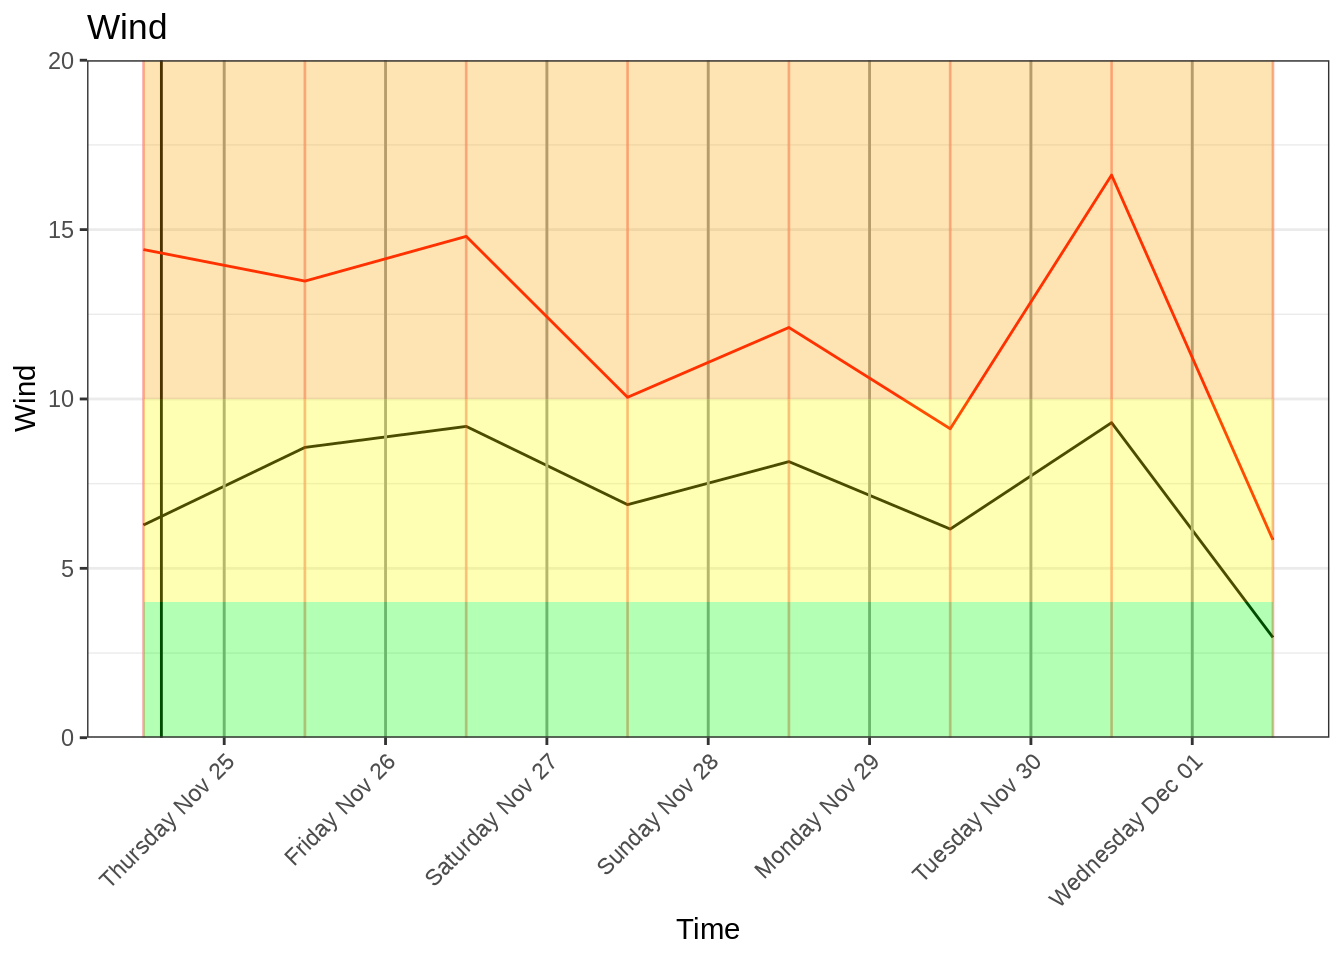 Wind
20
15
10
5
0
Wind
Thursday Nov 25
Friday Nov 26
Saturday Nov 27
Sunday Nov 28
Monday Nov 29
Tuesday Nov 30
Wednesday Dec 01
Time